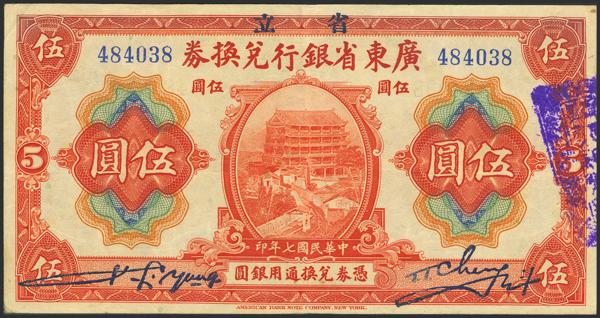 立省
伍 伍
券換兌行銀省東廣
484038 484038
圓伍 圓伍
圓伍 圓伍
5 5
印年七國民華中
圓銀用通換兌券憑
伍 伍
AMERICAN BANK NOTE COMPANY, NEW YORK.